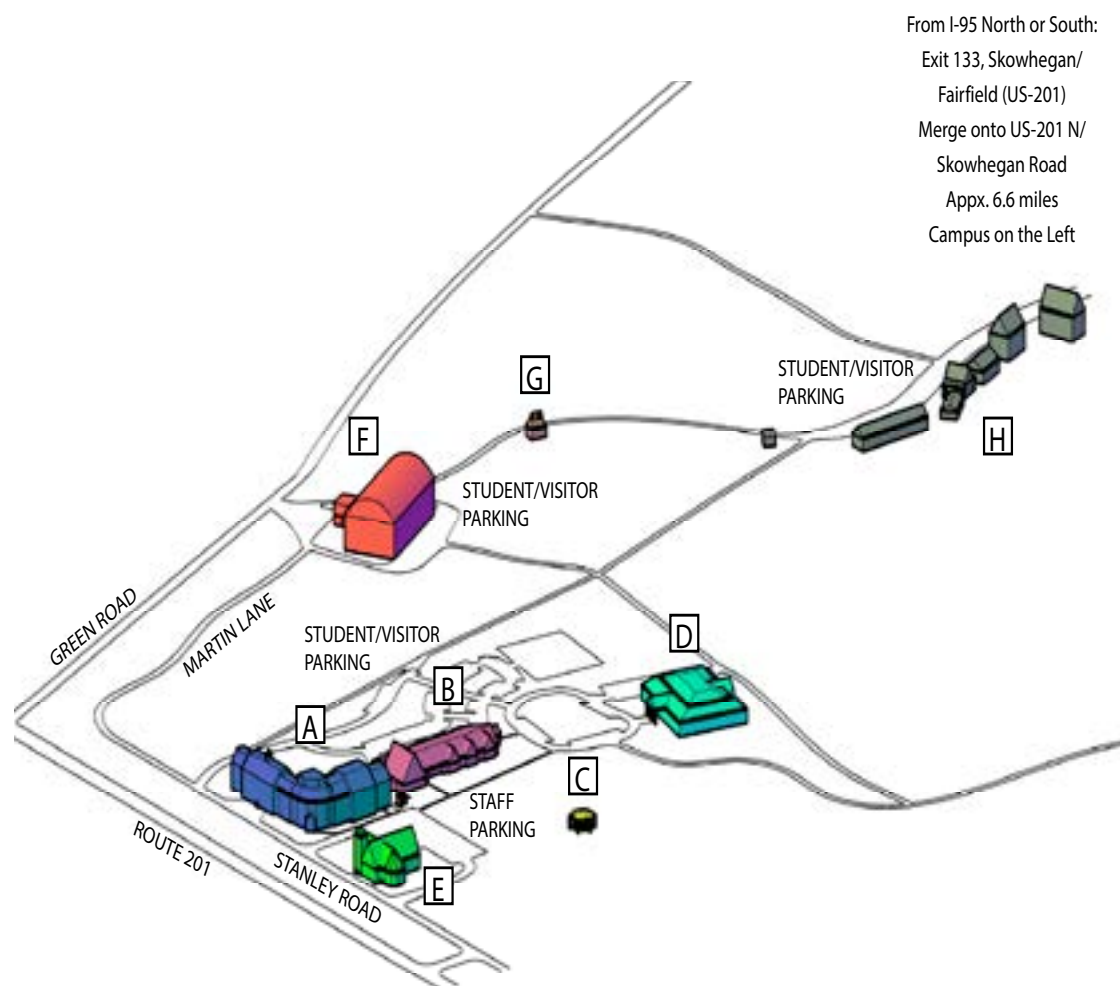 From I-95 North or South:
Exit 133, Skowhegan/
Fairfield (US-201)
Merge onto US-201 N/
Skowhegan Road
Appx. 6.6 miles
Campus on the Left
STUDENT/VISITOR
PARKING
G
H
F
STUDENT/VISITOR
PARKING
GREEN ROAD
MARTIN LANE
STUDENT/VISITOR
PARKING
D
B
A
C
STAFF
PARKING
ROUTE 201
STANLEY ROAD
E